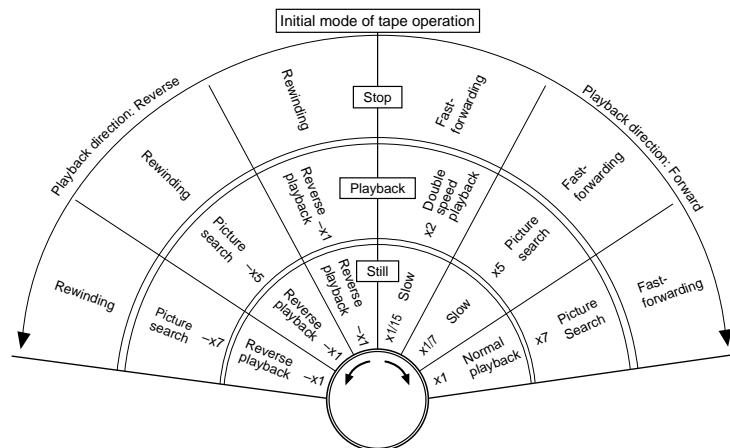 Initial mode of tape operation
Playback direction: Reverse
Playback direction: Forward
Stop
Rewinding
Rewinding
Rewinding
Fast-
forwarding
Fast-
forwarding
Fast-
forwarding
Playback
Reverse
playback
–x1
Picture
search
–x5
Picture
search
–x7
x2
Double
speed
playback
x5
Picture
search
x7
Picture
Search
Still
Reverse
playback
–x1
Reverse
playback
–x1
Reverse
playback
–x1
x1/15
Slow
x1/7
Slow
x1
Normal
playback